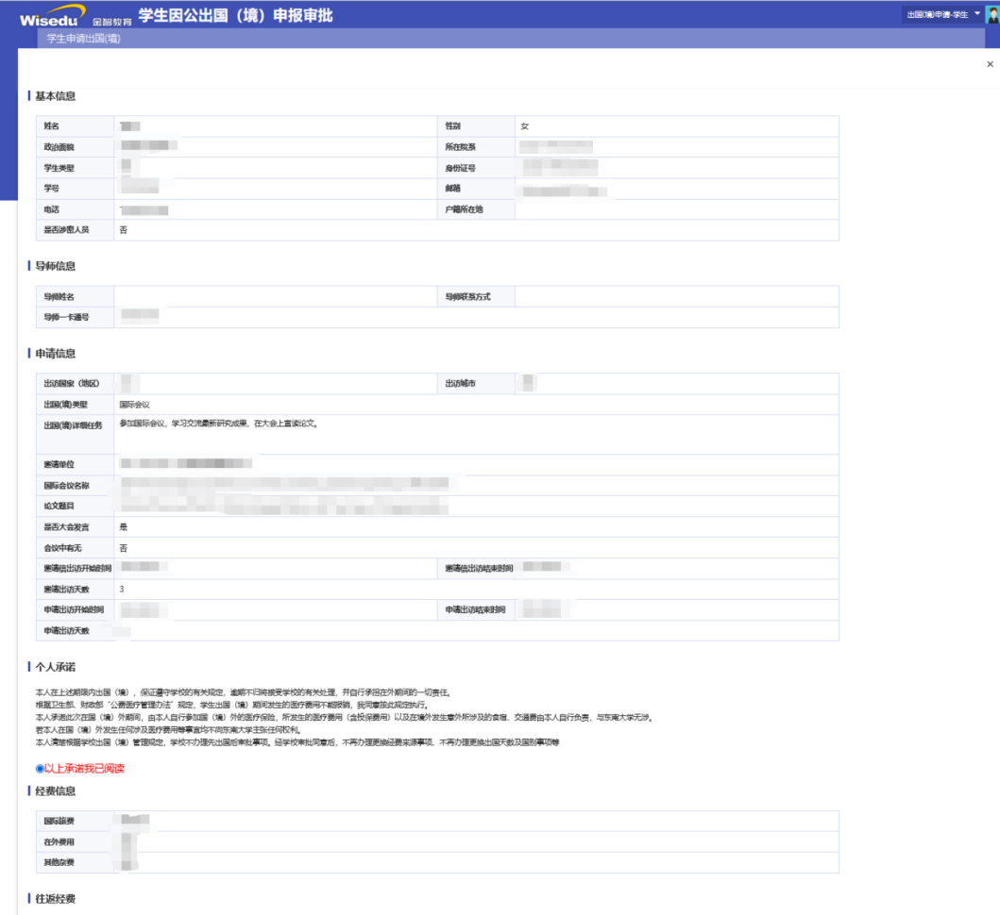 Wisedu 金智教育 学生因公出国（境）申报审批
出国(境)申请-学生
学生申请出国(境)
×
基本信息
姓名 性别 女
政治面貌 所在院系
学生类型 身份证号
学号 邮箱
电话 户籍所在地
是否涉密人员 否
导师信息
导师姓名 导师联系方式
导师一卡通号
申请信息
出访国家（地区） 出访城市
出国(境)类型 国际会议
出国(境)详细任务 参加国际会议，学习交流最新研究成果，在大会上宣读论文。
邀请单位
国际会议名称
论文题目
是否大会发言 是
会议中有无 否
邀请信出访开始时间 邀请信出访结束时间
邀请出访天数 3
申请出访开始时间 申请出访结束时间
申请出访天数
个人承诺
本人在上述期限内出国（境），保证遵守学校的有关规定，逾期不归将接受学校的有关处理，并自行承担在外期间的一切责任。
根据卫生部、财政部“公费医疗管理办法”规定，学生出国（境）期间发生的医疗费用不能报销，我同意按此规定执行。
本人承诺此次在国（境）外期间，由本人自行参加国（境）外的医疗保险，所发生的医疗费用（含投保费用）以及在境外发生意外所涉及的食宿、交通费由本人自行负责，与东南大学无涉。
若本人在国（境）外发生任何涉及医疗费用等事宜均不向东南大学主张任何权利。
本人清楚根据学校出国（境）管理规定，学校不办理先出国后审批事项。经学校审批同意后，不再办理更换经费来源事项、不再办理更换出国天数及国别事项等
以上承诺我已阅读
经费信息
国际旅费
在外费用
其他杂费
往返经费